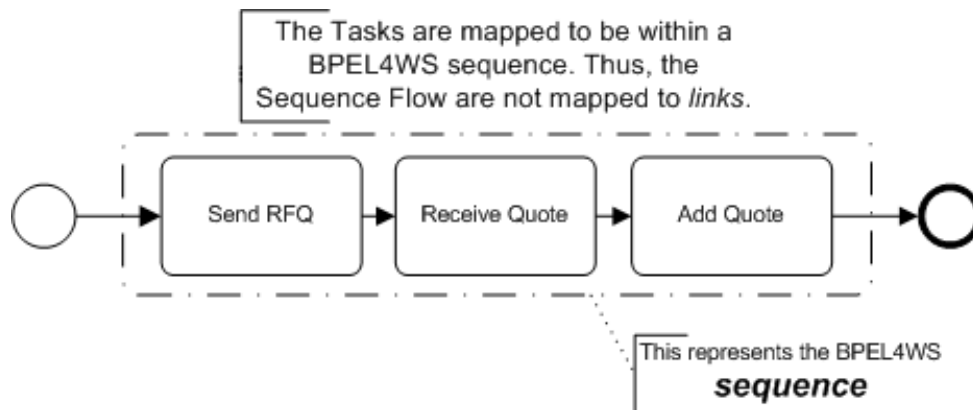 The Tasks are mapped to be within a
BPEL4WS sequence. Thus, the
Sequence Flow are not mapped to links.
Send RFQ
Receive Quote
Add Quote
This represents the BPEL4WS
sequence